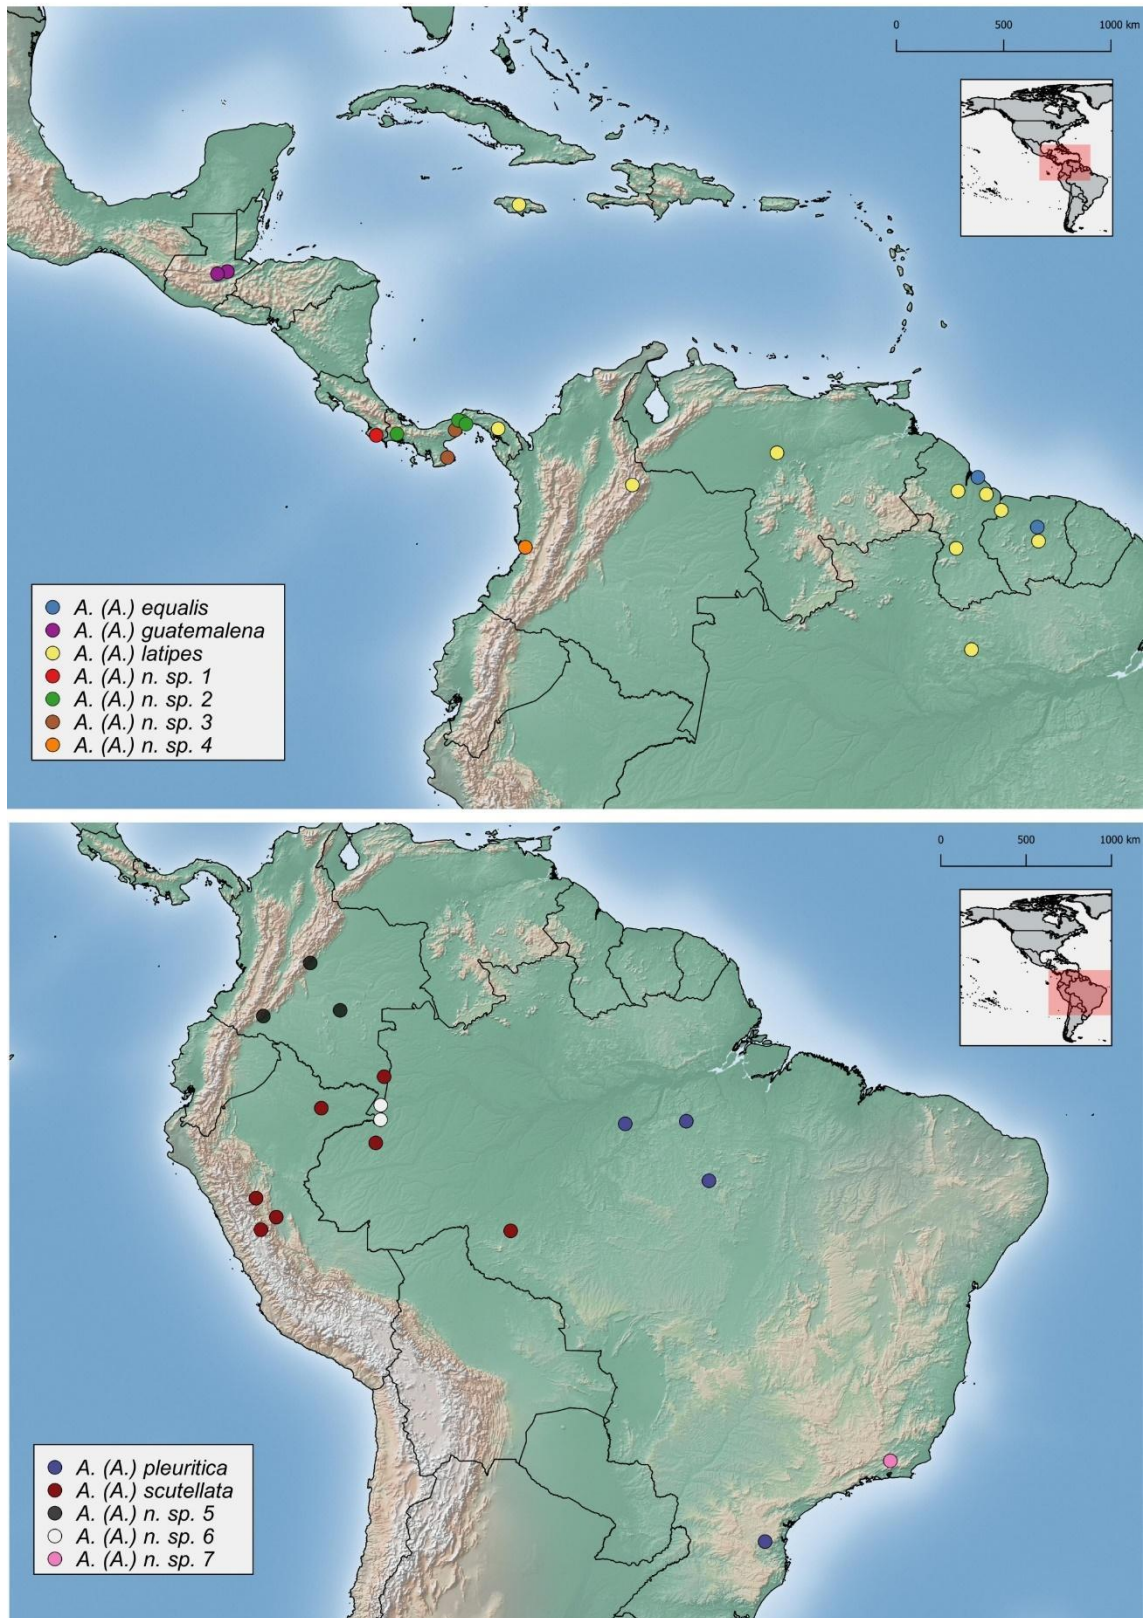 0 500 1000 km
A. (A.) equalis
A. (A.) guatemalena
A. (A.) latipes
A. (A.) n. sp. 1
A. (A.) n. sp. 2
A. (A.) n. sp. 3
A. (A.) n. sp. 4
0 500 1000 km
A. (A.) pleuritica
A. (A.) scutellata
A. (A.) n. sp. 5
A. (A.) n. sp. 6
A. (A.) n. sp. 7